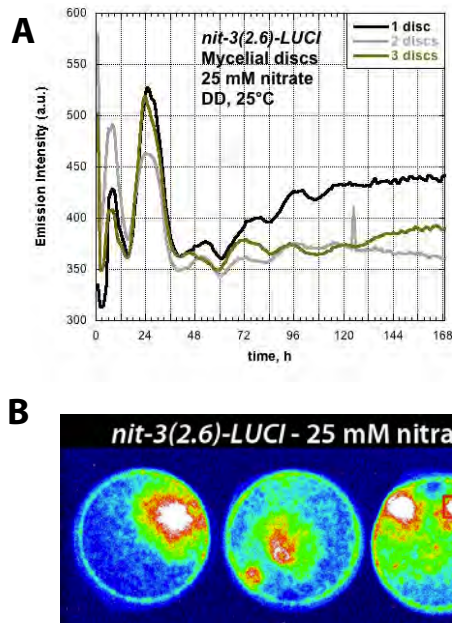 A
600
550
500
450
400
350
300
Emission Intensity (a.u.)
nit-3(2.6)-LUCI
Mycelial discs
25 mM nitrate
DD, 25°C
1 disc
2 discs
3 discs
0 24 48 72 96 120 144 168
time, h
B
nit-3(2.6)-LUCI - 25 mM nitra